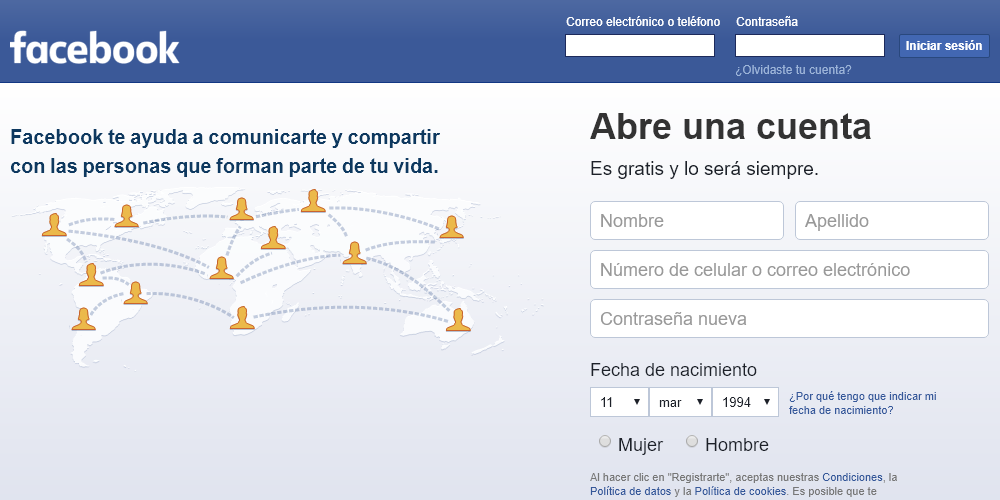 facebook
Correo electrónico o teléfono
Contraseña
Iniciar sesión
¿Olvidaste tu cuenta?
Facebook te ayuda a comunicarte y compartir
con las personas que forman parte de tu vida.
Abre una cuenta
Es gratis y lo será siempre.
Nombre
Apellido
Número de celular o correo electrónico
Contraseña nueva
Fecha de nacimiento
11 mar 1994
¿Por qué tengo que indicar mi
fecha de nacimiento?
Mujer Hombre
Al hacer clic en "Registrarte", aceptas nuestras Condiciones, la
Política de datos y la Política de cookies. Es posible que te